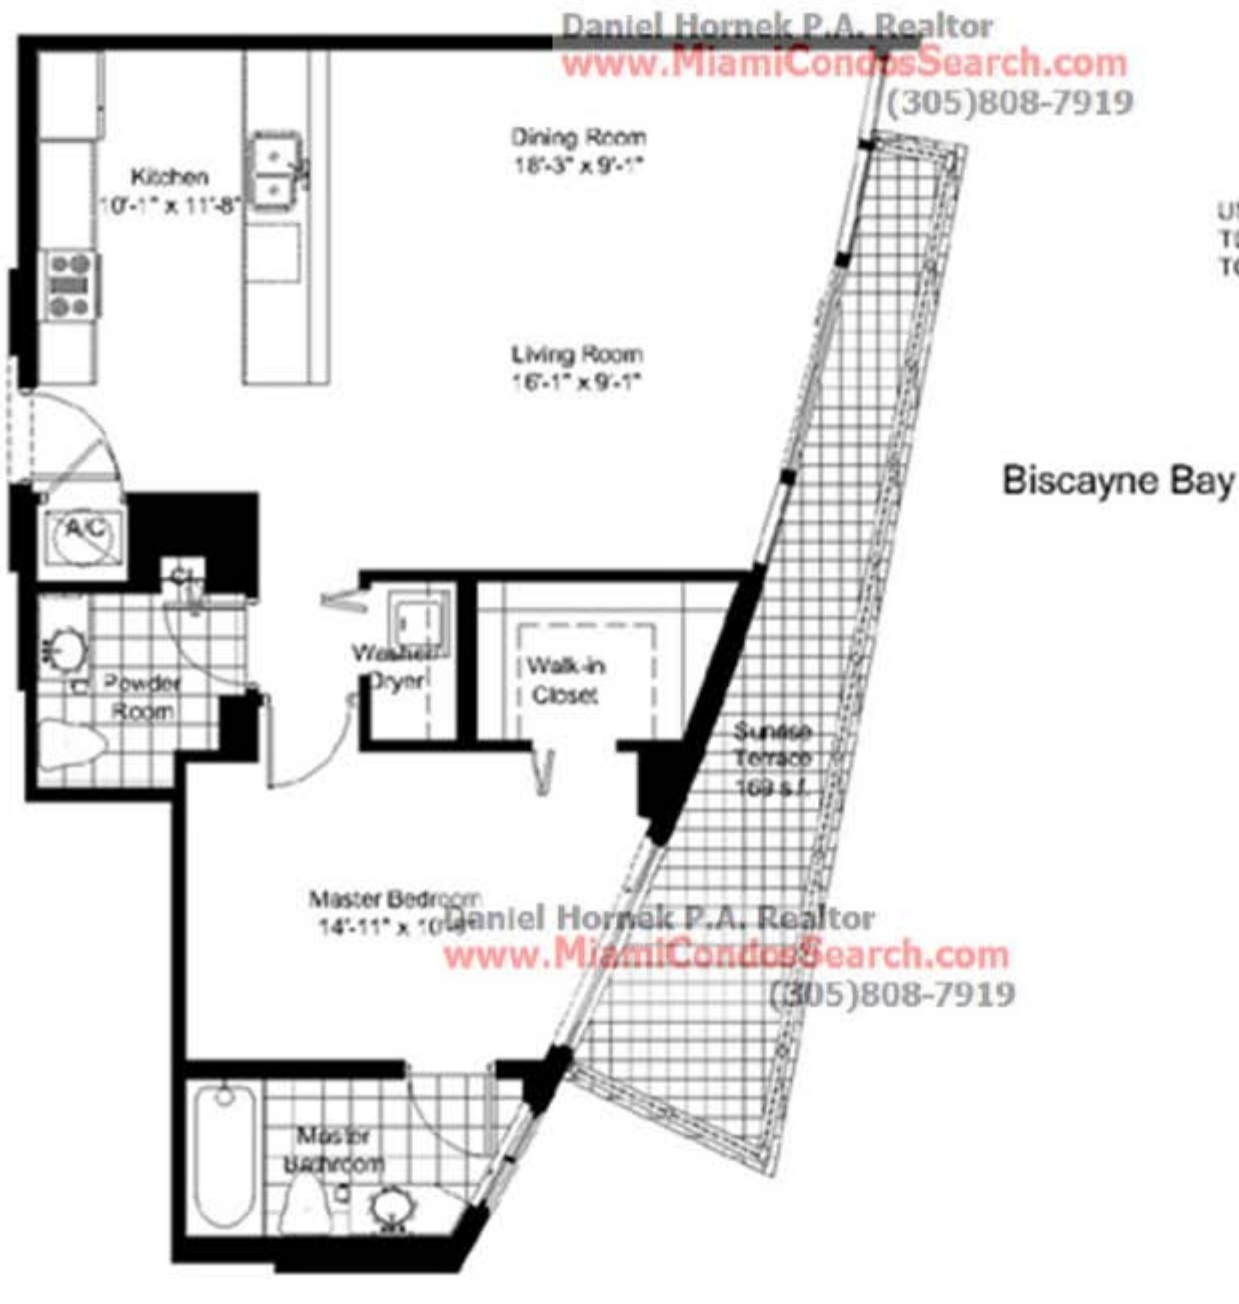 Daniel Hornek P.A. Realtor
www.MiamiCondosSearch.com
(305)808-7919
Dining Room
18'-3" x 9'-1"
Kitchen
10'-1" x 11'-8"
Living Room
16'-1" x 9'-1"
Biscayne Bay
A/C
Washer
Dryer
Walk-in
Closet
Powder
Room
Sunrise
Terrace
169 s.f.
Master Bedroom
14'-11" x
Daniel Hornek P.A. Realtor
www.MiamiCondosSearch.com
(305)808-7919
Master
Bathroom